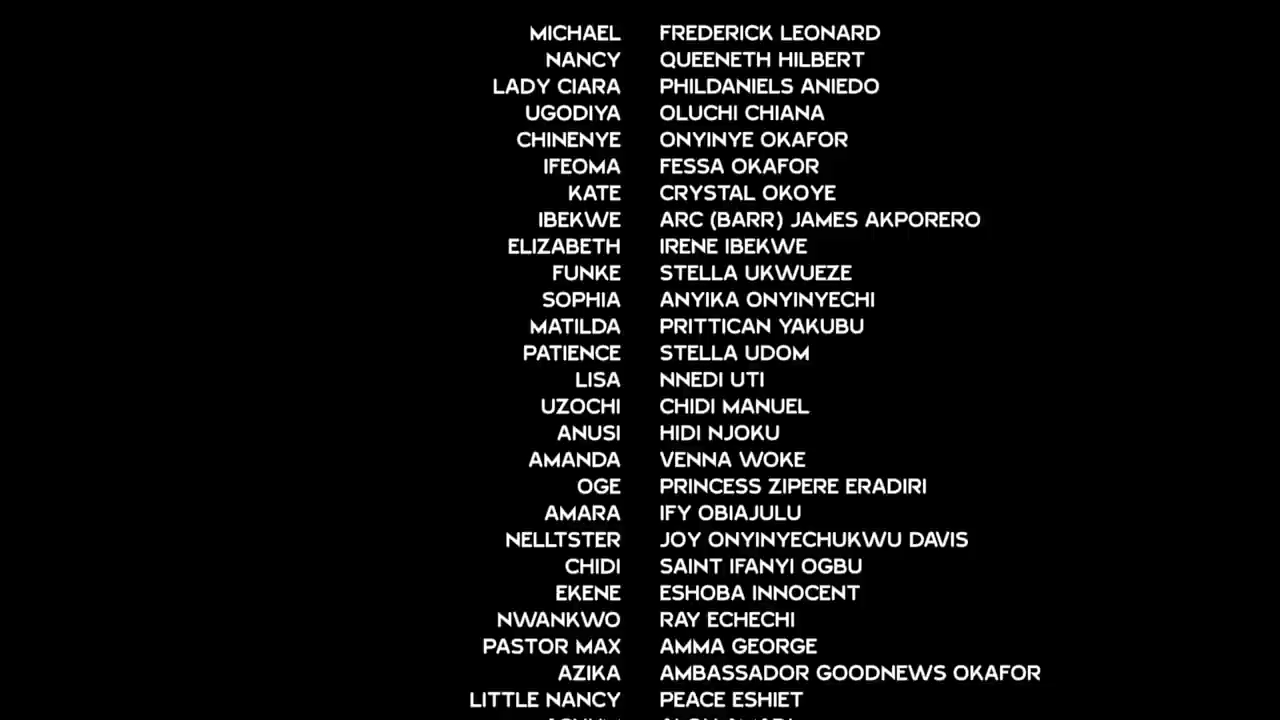 MICHAEL FREDERICK LEONARD
NANCY QUEENETH HILBERT
LADY CIARA PHILDANIELS ANIEDO
UGODIYA OLUCHI CHIANA
CHINENYE ONYINYE OKAFOR
IFEOMA FESSA OKAFOR
KATE CRYSTAL OKOYE
IBEKWE ARC (BARR) JAMES AKPORERO
ELIZABETH IRENE IBEKWE
FUNKE STELLA UKWUEZE
SOPHIA ANYIKA ONYINYECHI
MATILDA PRITTICAN YAKUBU
PATIENCE STELLA UDOM
LISA NNEDI UTI
UZOCHI CHIDI MANUEL
ANUSI HIDI NJOKU
AMANDA VENNA WOKE
OGE PRINCESS ZIPERE ERADIRI
AMARA IFY OBIAJULU
NELLTSTER JOY ONYINYECHUKWU DAVIS
CHIDI SAINT IFANYI OGBU
EKENE ESHOBA INNOCENT
NWANKWO RAY ECHECHI
PASTOR MAX AMMA GEORGE
AZIKA AMBASSADOR GOODNEWS OKAFOR
LITTLE NANCY PEACE ESHIET